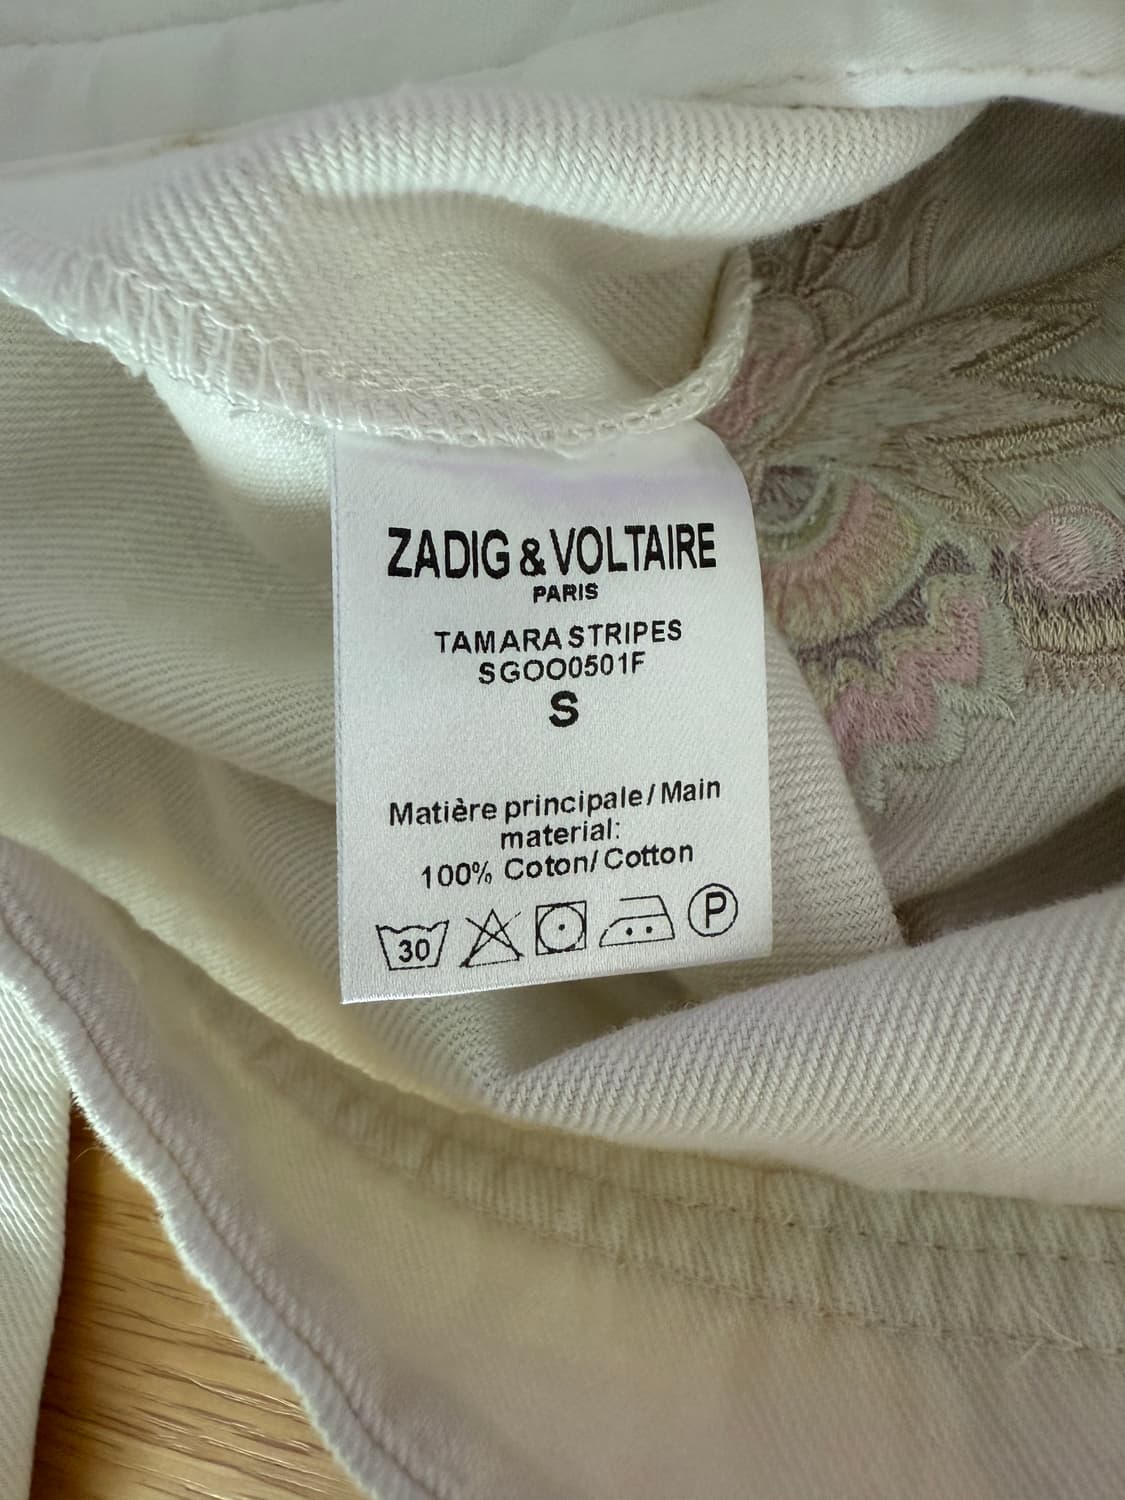 ZADIG & VOLTAIRE
PARIS
TAMARA STRIPES
SGOO0501F
S
Matière principale/Main
material:
100% Coton/Cotton
30
P